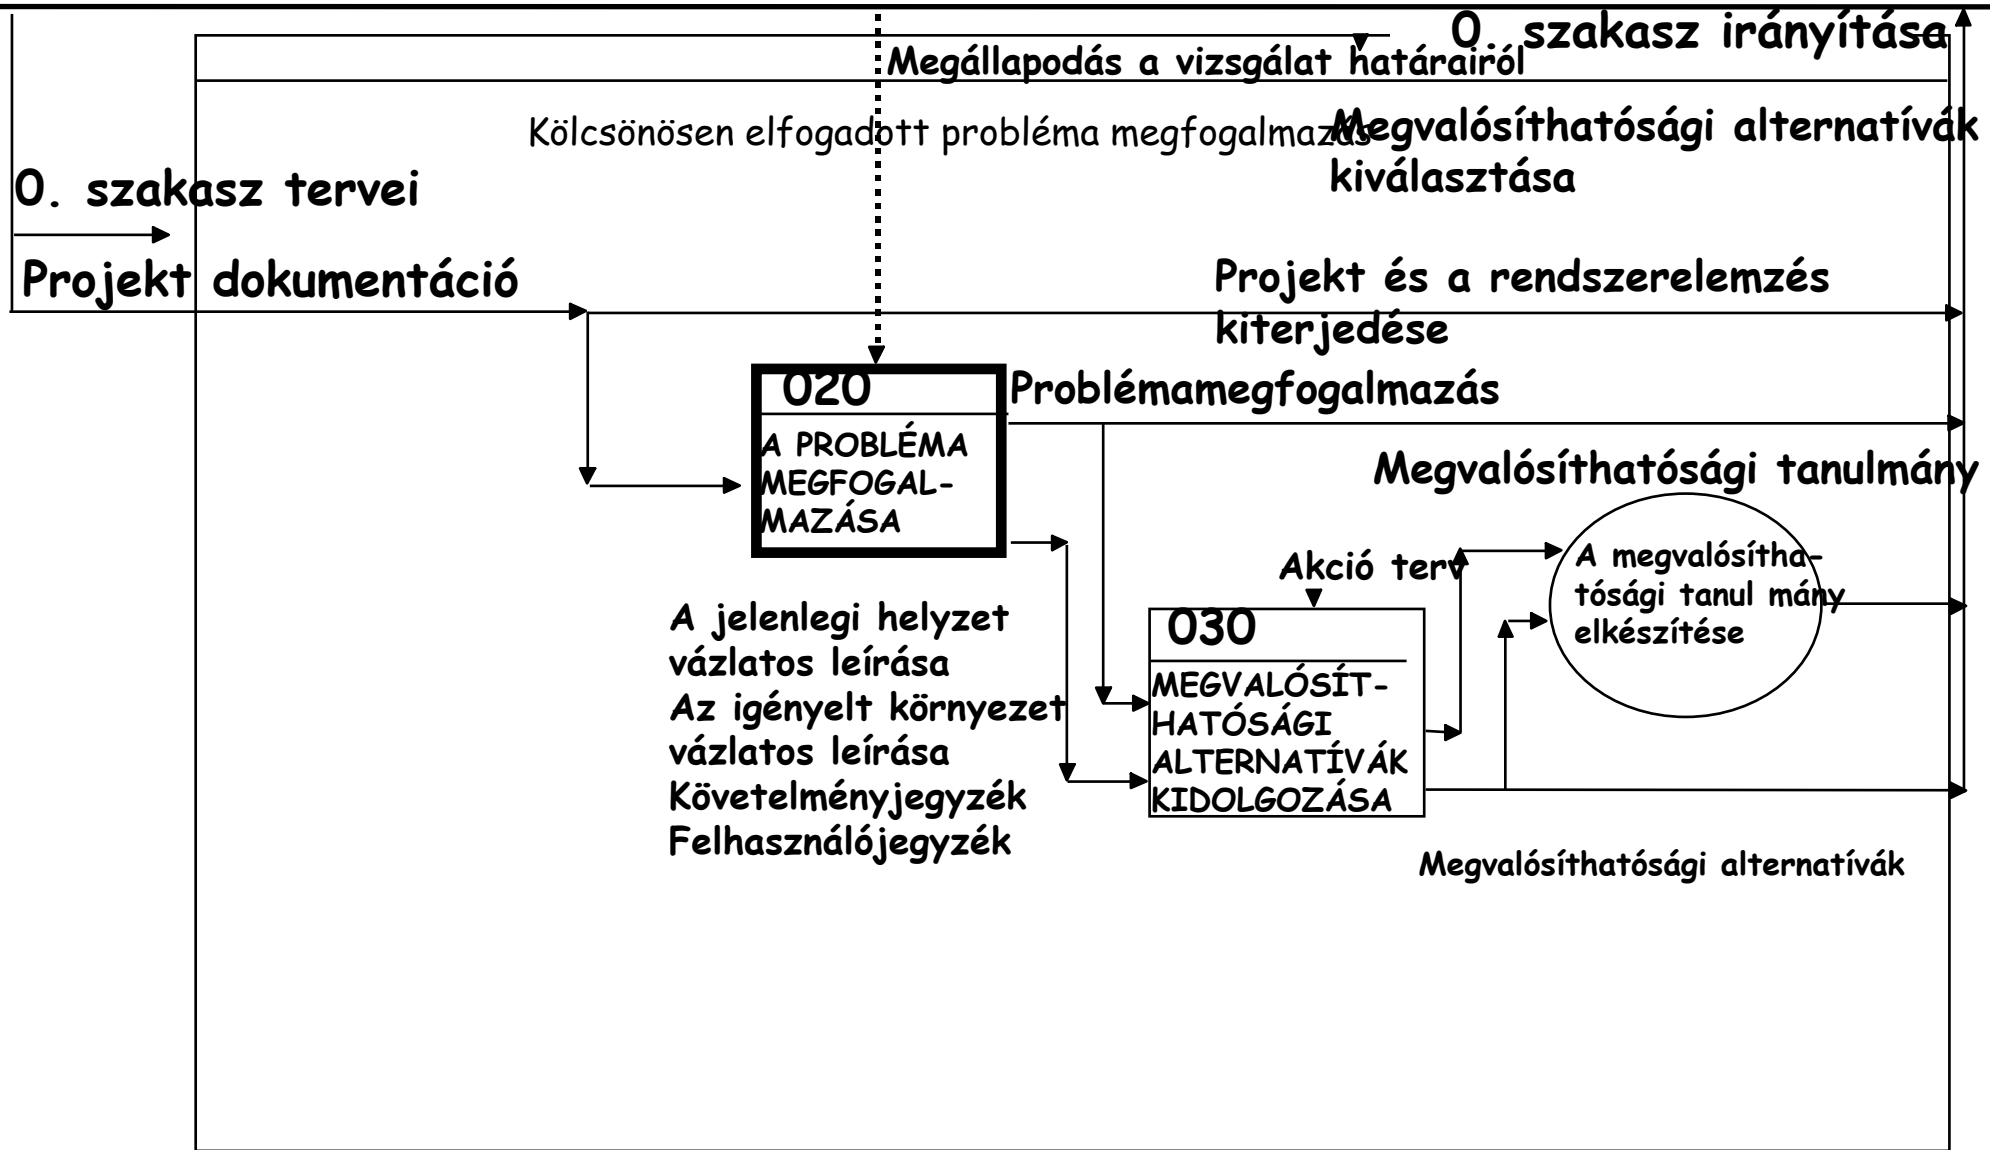 0. szakasz irányítása
Megállapodás a vizsgálat határairól
Kölcsönösen elfogadott probléma megfogalmazás
Megvalósíthatósági alternatívák
kiválasztása
0. szakasz tervei
Projekt dokumentáció
Projekt és a rendszerelemzés
kiterjedése
020
A PROBLÉMA
MEGFOGAL-
MAZÁSA
Problémamegfogalmazás
Megvalósíthatósági tanulmány
A megvalósítha-
tósági tanul mány
elkészítése
Akció terv
030
MEGVALÓSÍT-
HATÓSÁGI
ALTERNATÍVÁK
KIDOLGOZÁSA
A jelenlegi helyzet
vázlatos leírása
Az igényelt környezet
vázlatos leírása
Követelményjegyzék
Felhasználójegyzék
Megvalósíthatósági alternatívák